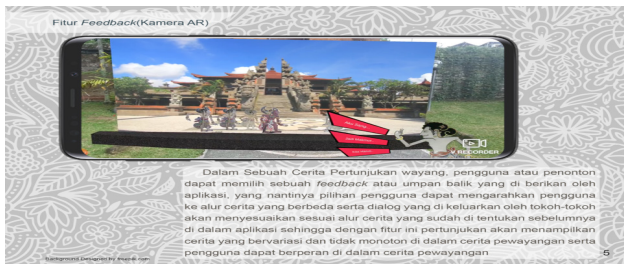 Fitur Feedback(Kamera AR)
V RECORDER
Dalam Sebuah Cerita Pertunjukan wayang, pengguna atau penonton
dapat memilih sebuah feedback atau umpan balik yang di berikan oleh
aplikasi, yang nantinya pilihan pengguna dapat mengarahkan pengguna
ke alur cerita yang berbeda serta dialog yang di keluarkan oleh tokoh-tokoh
akan menyesuaikan sesuai alur cerita yang sudah di tentukan sebelumnya
di dalam aplikasi sehingga dengan fitur ini pertunjukan akan menampilkan
cerita yang bervariasi dan tidak monoton di dalam cerita pewayangan serta
pengguna dapat berperan di dalam cerita pewayangan
Background Designed by freepik.com
5